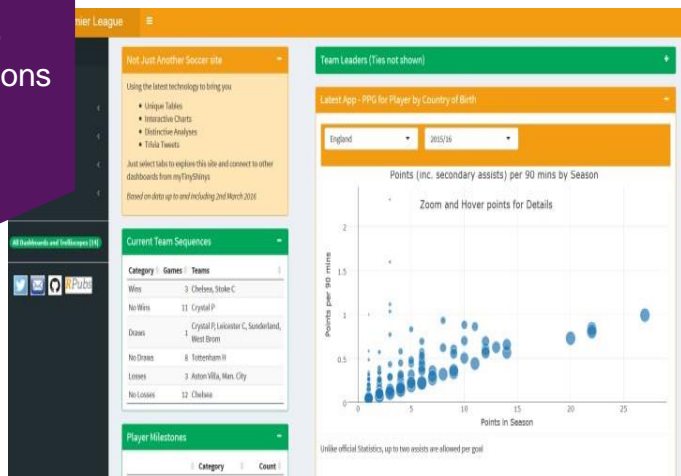 ons
mier League
Not Just Another Soccer site
Using the latest technology to bring you
Unique Tables
Interactive Charts
Distinctive Analyses
Trivia Tweets
Just select tabs to explore this site and connect to other
dashboards from myTinyShinys
Based on data up to and including 2nd March 2016
All Dashboards and Trelliscopes (14)
RPubs
Current Team Sequences
Category Games Teams
Wins 3 Chelsea, Stoke C
No Wins 11 Crystal P
Draws 1 Crystal P, Leicester C, Sunderland,
West Brom
No Draws 8 Tottenham H
Losses 3 Aston Villa, Man. City
No Losses 12 Chelsea
Player Milestones
Category Count
Team Leaders (Ties not shown)
Latest App - PPG for Player by Country of Birth
England 2015/16
Points (inc. secondary assists) per 90 mins by Season
Zoom and Hover points for Details
Points per 90 mins
2
1.5
1
0.5
0
0 5 10 15 20 25
Points in Season
Unlike official Statistics, up to two assists are allowed per goal